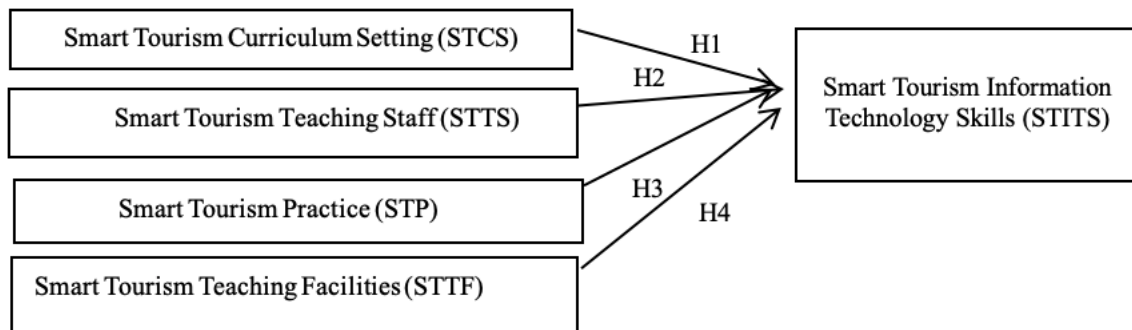 Smart Tourism Curriculum Setting (STCS)
H1
H2
Smart Tourism Teaching Staff (STTS)
Smart Tourism Information
Technology Skills (STITS)
Smart Tourism Practice (STP)
H3
H4
Smart Tourism Teaching Facilities (STTF)